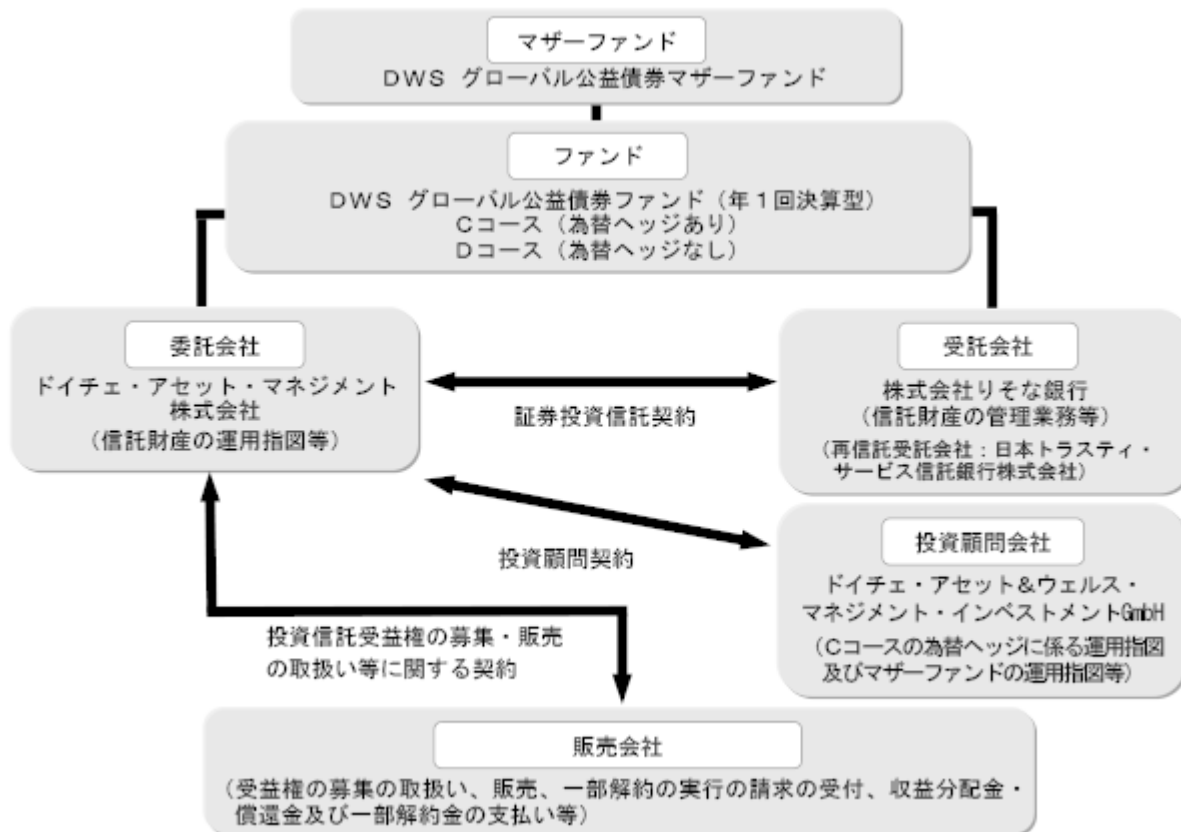 マザーファンド
DWS グローバル公益債券マザーファンド
ファンド
DWS グローバル公益債券ファンド(年1回決算型)
Cコース(為替ヘッジあり)
Dコース(為替ヘッジなし)
委託会社
ドイチェ・アセット・マネジメント
株式会社
(信託財産の運用指図等)
証券投資信託契約
受託会社
株式会社りそな銀行
(信託財産の管理業務等)
(再信託受託会社:日本トラスティ・
サービス信託銀行株式会社)
投資顧問契約
投資顧問会社
ドイチェ・アセット&ウェルス・
マネジメント・インベストメントGmbH
(Cコースの為替ヘッジに係る運用指図
及びマザーファンドの運用指図等)
投資信託受益権の募集・販売
の取扱い等に関する契約
販売会社
(受益権の募集の取扱い、販売、一部解約の実行の請求の受付、収益分配金・
償還金及び一部解約金の支払い等)